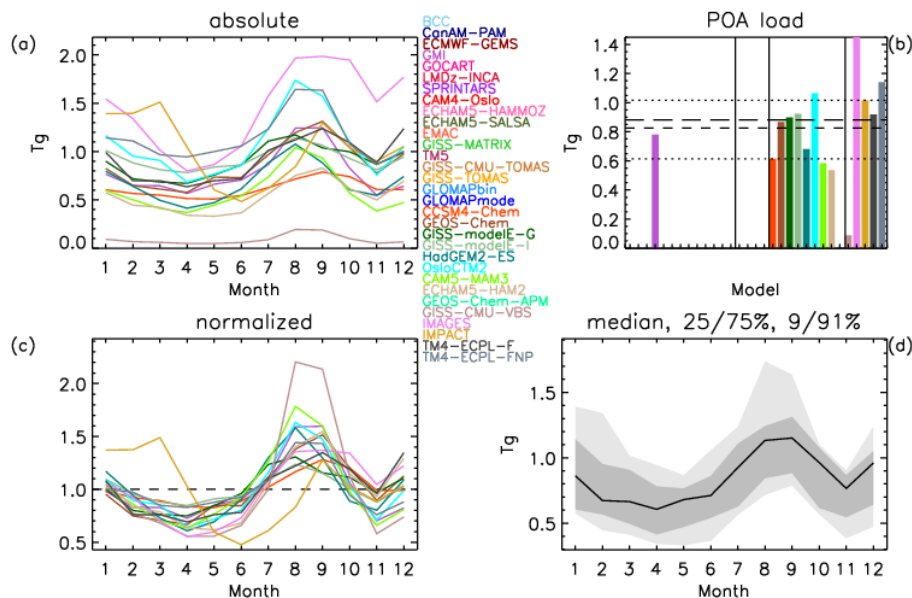 absolute
(a)
2.0
1.5
1.0
0.5
0.0
Tg
1 2 3 4 5 6 7 8 9 10 11 12
Month
BCC
CanAM-PAM
ECMWF-GEMS
GMI
GOCART
LMDz-INCA
SPRINTARS
CAM4-Oslo
ECHAM5-HAMMOZ
ECHAM5-SALSA
EMAC
GISS-MATRIX
TM5
GISS-CMU-TOMAS
GISS-TOMAS
GLOMAPbin
GLOMAPmode
CCSM4-Chem
GEOS-Chem
GISS-modelE-G
GISS-modelE-I
HadGEM2-ES
OsloCTM2
CAM5-MAM3
ECHAM5-HAM2
GEOS-Chem-APM
GISS-CMU-VBS
IMAGES
IMPACT
TM4-ECPL-F
TM4-ECPL-FNP
POA load
(b)
1.4
1.2
1.0
0.8
0.6
0.4
0.2
0.0
Tg
Model
normalized
(c)
2.0
1.5
1.0
0.5
1 2 3 4 5 6 7 8 9 10 11 12
Month
median, 25/75%, 9/91%
(d)
1.5
1.0
0.5
Tg
1 2 3 4 5 6 7 8 9 10 11 12
Month